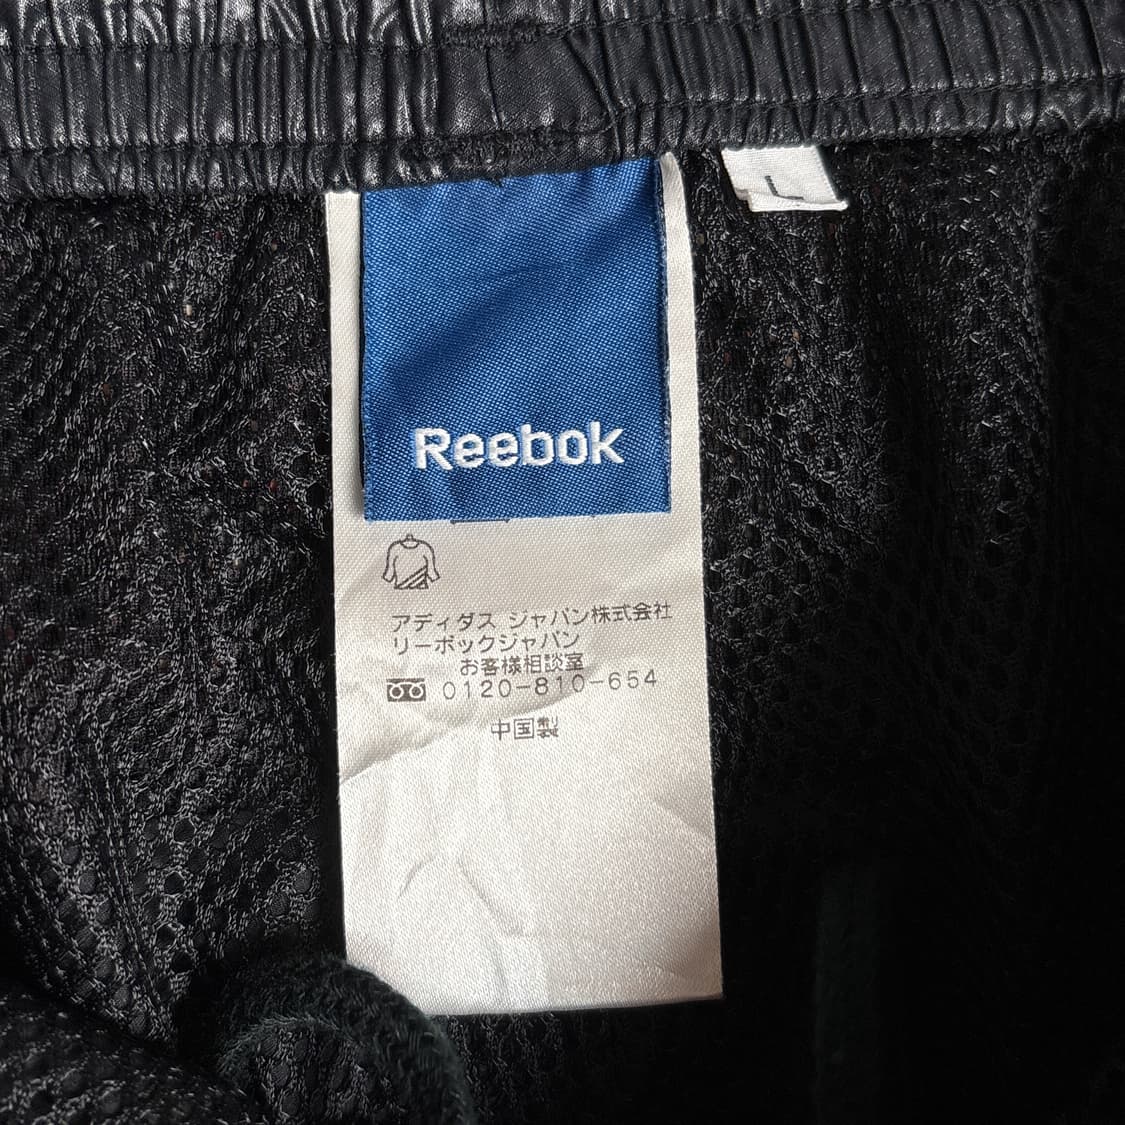 L
Reebok
アディダス ジャパン株式会社
リーボックジャパン
お客様相談室
0120-810-654
中国製